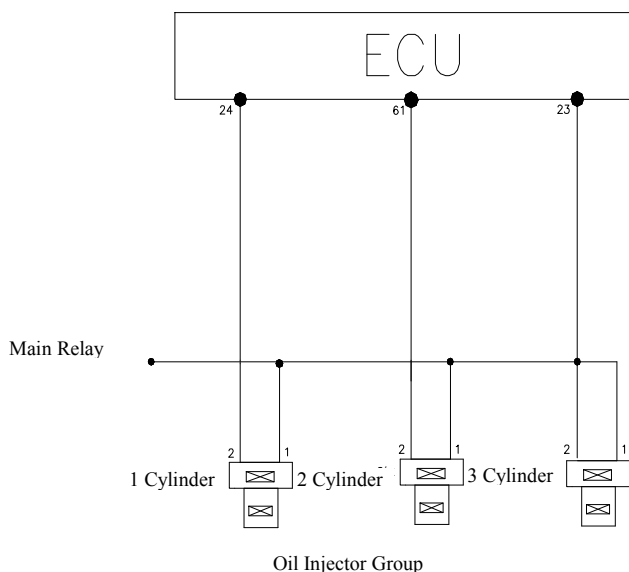 ECU
24 61 23
Main Relay
2 1 2 1 2 1
1 Cylinder 2 Cylinder 3 Cylinder
Oil Injector Group